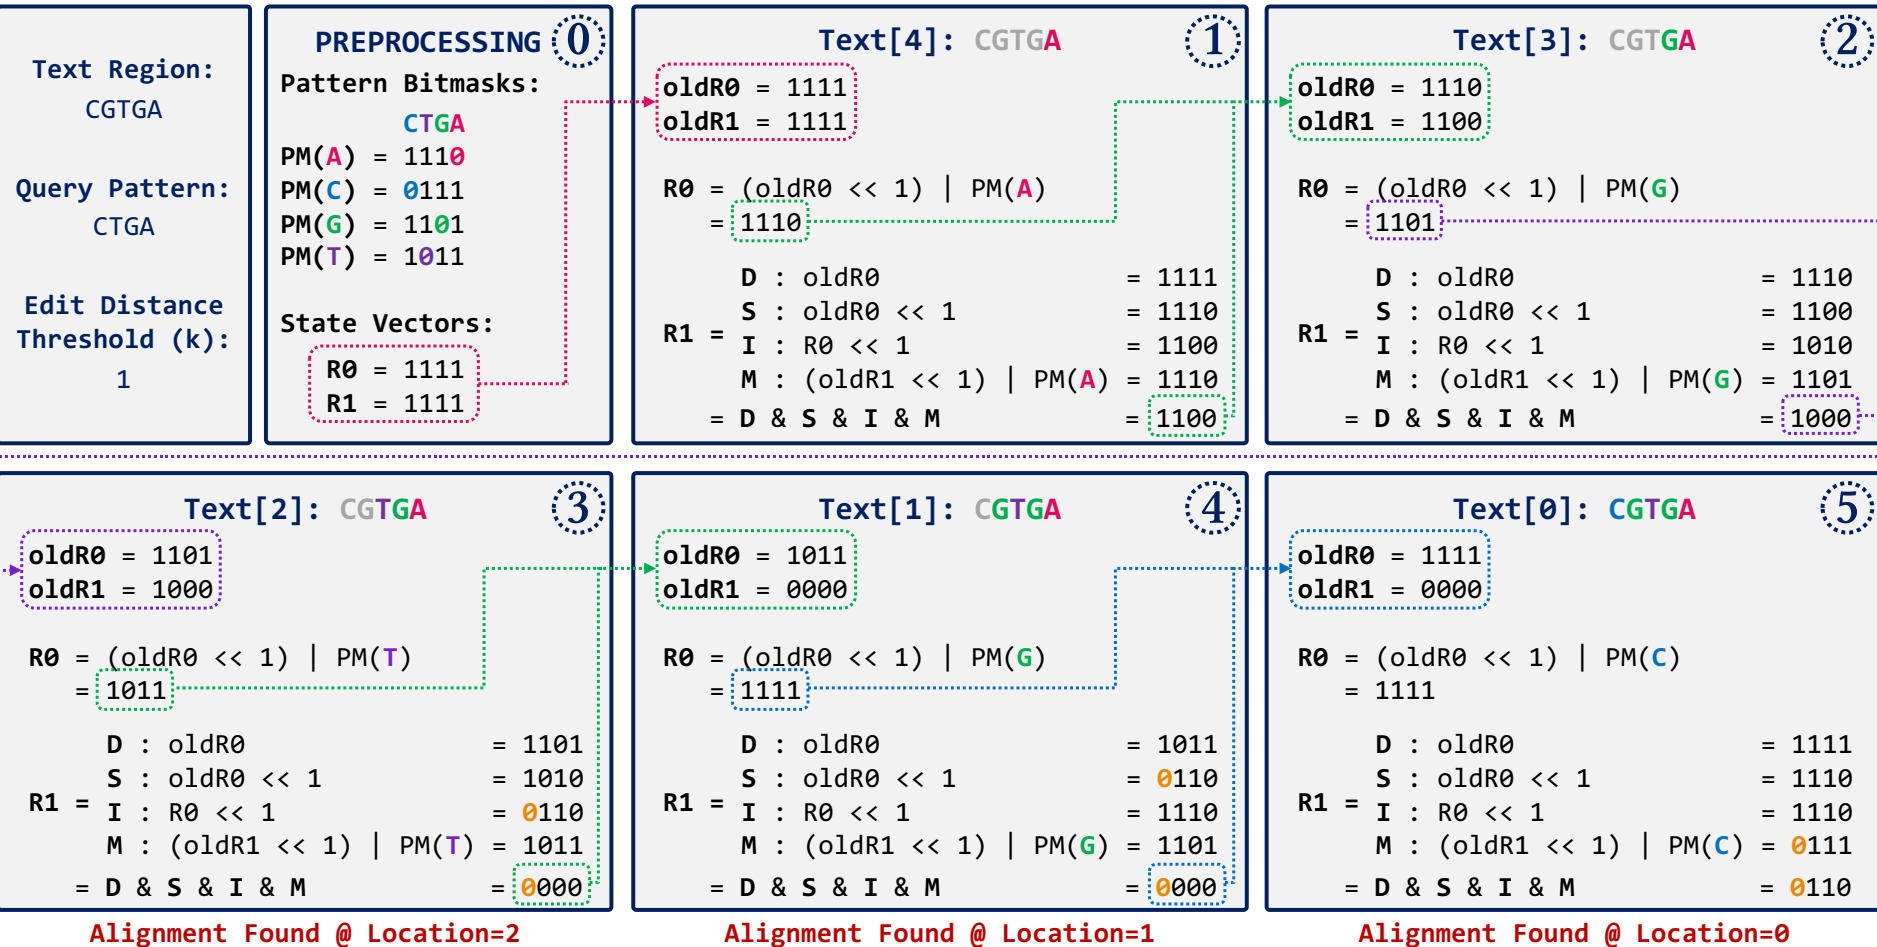 Text Region:
CGTGA
Query Pattern:
CTGA
Edit Distance
Threshold (k):
1
PREPROCESSING 0
Pattern Bitmasks:
CTGA
PM(A) = 1110
PM(C) = 0111
PM(G) = 1101
PM(T) = 1011
State Vectors:
R0 = 1111
R1 = 1111
Text[4]: CGTGA 1
oldR0 = 1111
oldR1 = 1111
R0 = (oldR0 << 1) | PM(A)
= 1110
D : oldR0 = 1111
S : oldR0 << 1 = 1110
R1 =
I : R0 << 1 = 1100
M : (oldR1 << 1) | PM(A) = 1110
= D & S & I & M = 1100
Text[3]: CGTGA 2
oldR0 = 1110
oldR1 = 1100
R0 = (oldR0 << 1) | PM(G)
= 1101
D : oldR0 = 1110
S : oldR0 << 1 = 1100
R1 =
I : R0 << 1 = 1010
M : (oldR1 << 1) | PM(G) = 1101
= D & S & I & M = 1000
Text[2]: CGTGA 3
oldR0 = 1101
oldR1 = 1000
R0 = (oldR0 << 1) | PM(T)
= 1011
D : oldR0 = 1101
S : oldR0 << 1 = 1010
R1 =
I : R0 << 1 = 0110
M : (oldR1 << 1) | PM(T) = 1011
= D & S & I & M = 0000
Alignment Found @ Location=2
Text[1]: CGTGA 4
oldR0 = 1011
oldR1 = 0000
R0 = (oldR0 << 1) | PM(G)
= 1111
D : oldR0 = 1011
S : oldR0 << 1 = 0110
R1 =
I : R0 << 1 = 1110
M : (oldR1 << 1) | PM(G) = 1101
= D & S & I & M = 0000
Alignment Found @ Location=1
Text[0]: CGTGA 5
oldR0 = 1111
oldR1 = 0000
R0 = (oldR0 << 1) | PM(C)
= 1111
D : oldR0 = 1111
S : oldR0 << 1 = 1110
R1 =
I : R0 << 1 = 1110
M : (oldR1 << 1) | PM(C) = 0111
= D & S & I & M = 0110
Alignment Found @ Location=0